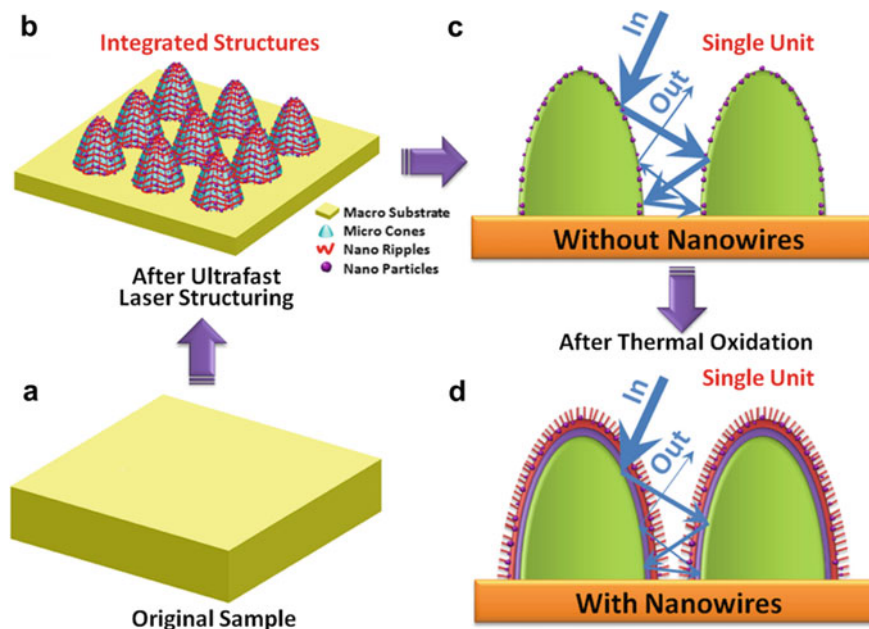 b
Integrated Structures
Macro Substrate
Micro Cones
Nano Ripples
Nano Particles
After Ultrafast
Laser Structuring
a
Original Sample
c
Single Unit
In
Out
Without Nanowires
After Thermal Oxidation
d
Single Unit
In
Out
With Nanowires